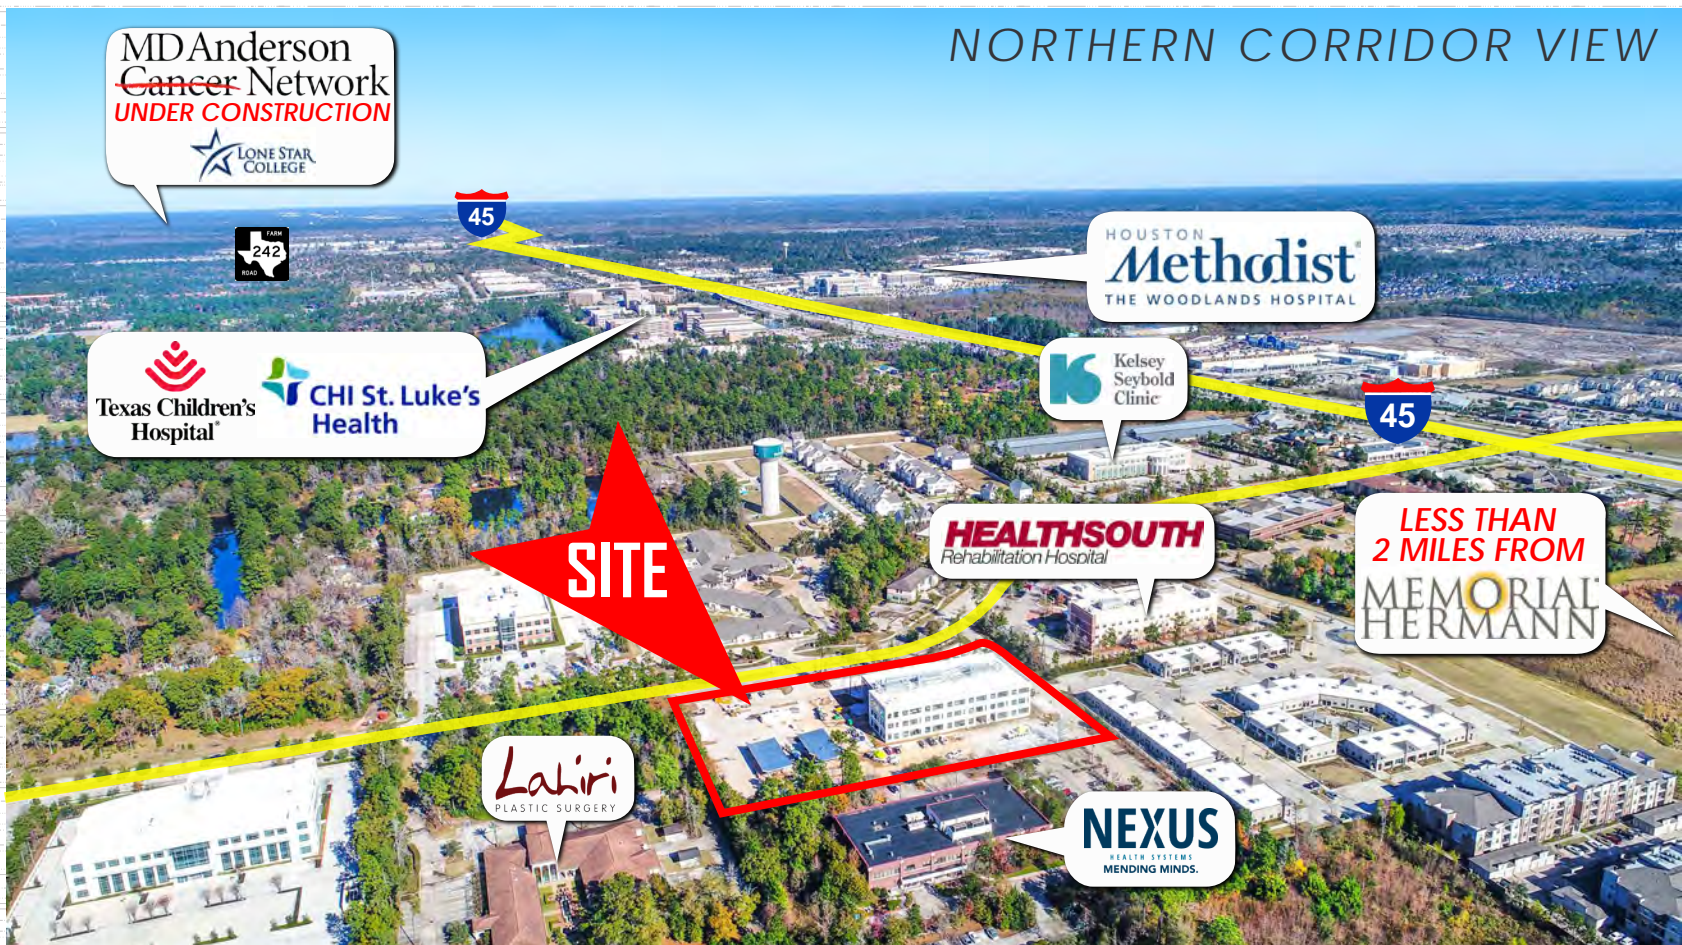 NORTHERN CORRIDOR VIEW
MD Anderson
Cancer Network
UNDER CONSTRUCTION
LONE STAR
COLLEGE
45
FARM
242
ROAD
HOUSTON
Methodist
THE WOODLANDS HOSPITAL
Texas Children's
Hospital
CHI St. Luke's
Health
Kelsey
Seybold
Clinic
45
HEALTHSOUTH
Rehabilitation Hospital
LESS THAN
2 MILES FROM
MEMORIAL
HERMANN
SITE
Lahiri
PLASTIC SURGERY
NEXUS
HEALTH SYSTEMS
MENDING MINDS.